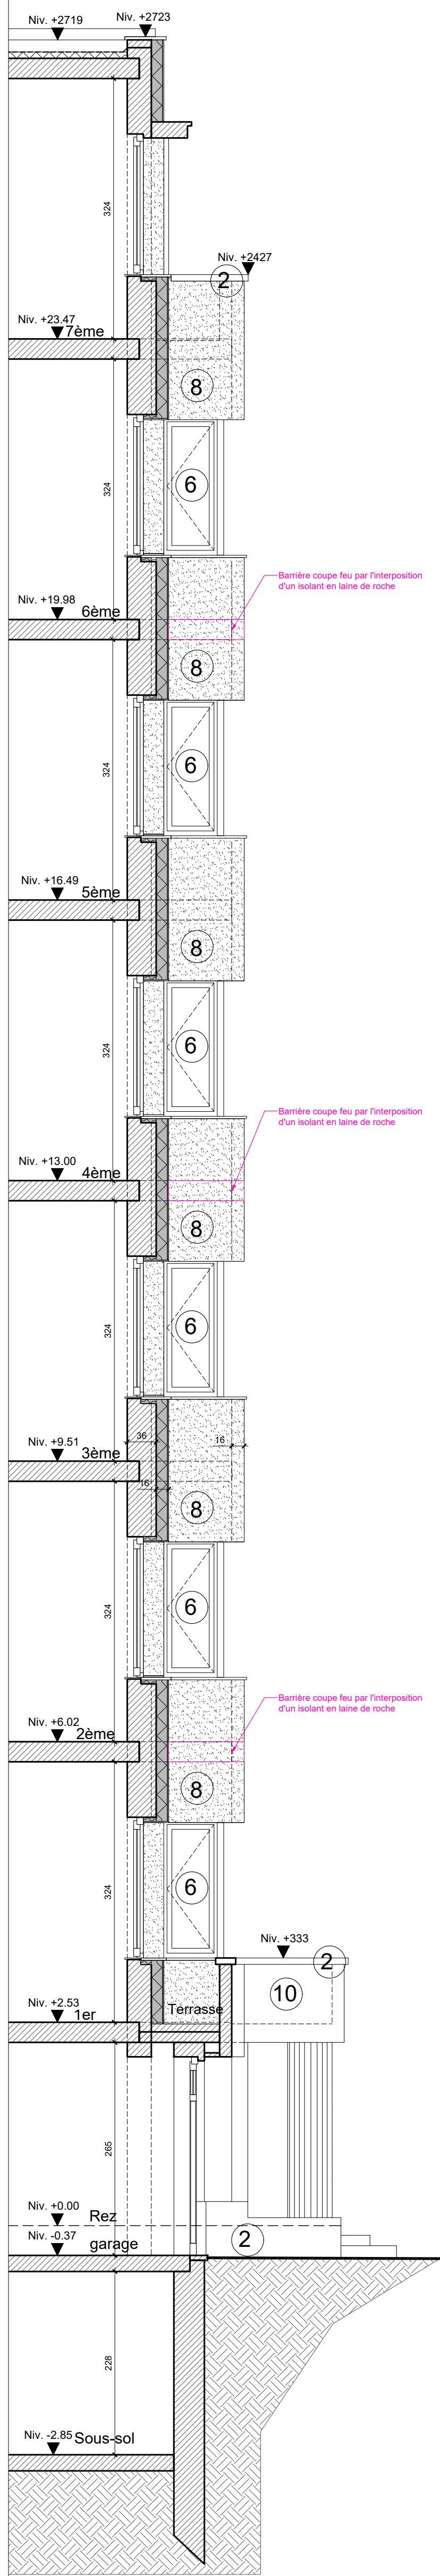 Niv. +2719
Niv. +2723
324
Niv. +2427
2
Niv. +23.47
7ème
8
324
6
Barrière coupe feu par l'interposition
d'un isolant en laine de roche
Niv. +19.98
6ème
8
324
6
Niv. +16.49
5ème
8
324
6
Barrière coupe feu par l'interposition
d'un isolant en laine de roche
Niv. +13.00
4ème
8
324
6
36
16
Niv. +9.51
3ème
16
8
324
6
Barrière coupe feu par l'interposition
d'un isolant en laine de roche
Niv. +6.02
2ème
8
324
6
Niv. +333
2
10
Niv. +2.53
1er
Terrasse
265
Niv. +0.00
Rez
Niv. -0.37
garage
2
228
Niv. -2.85
Sous-sol